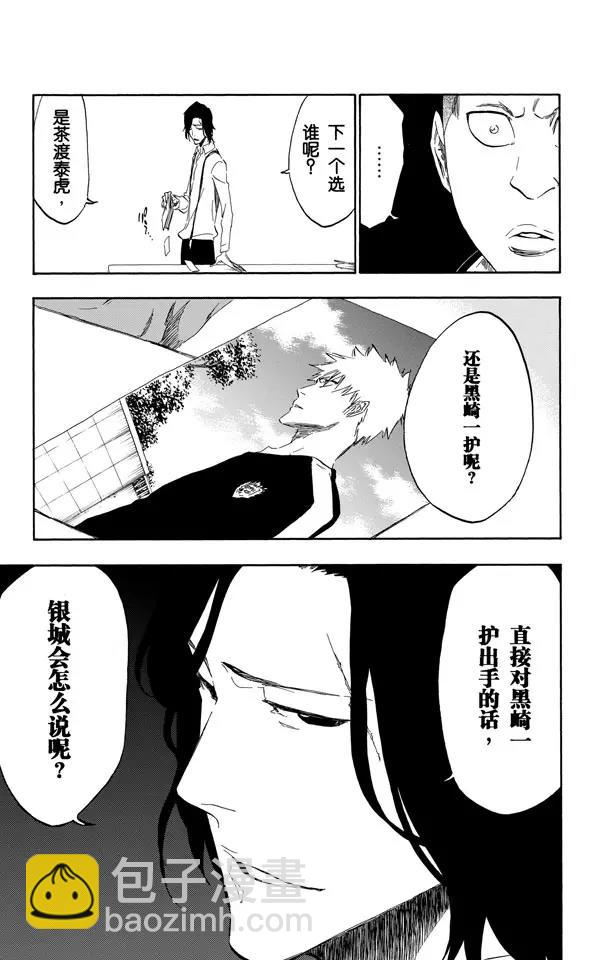 ……
下一个选
谁呢？
是茶渡泰虎，
还是黑崎一护呢？
直接对黑崎一
护出手的话，
银城会怎么说呢？
包子漫畫
baozimh.com